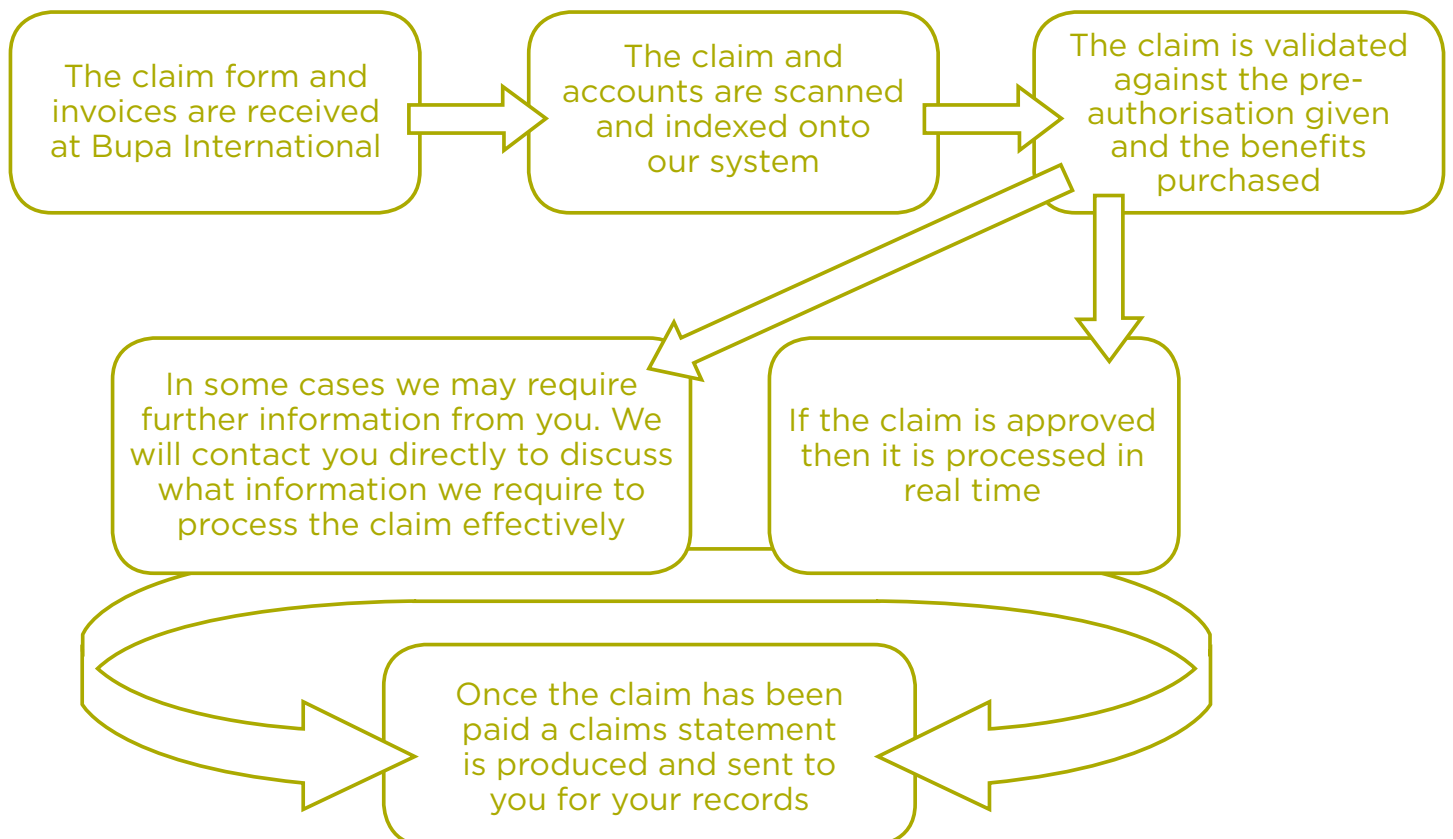 The claim form and
invoices are received
at Bupa International
The claim and
accounts are scanned
and indexed onto
our system
The claim is validated
against the pre-
authorisation given
and the benefits
purchased
In some cases we may require
further information from you. We
will contact you directly to discuss
what information we require to
process the claim effectively
If the claim is approved
then it is processed in
real time
Once the claim has been
paid a claims statement
is produced and sent to
you for your records